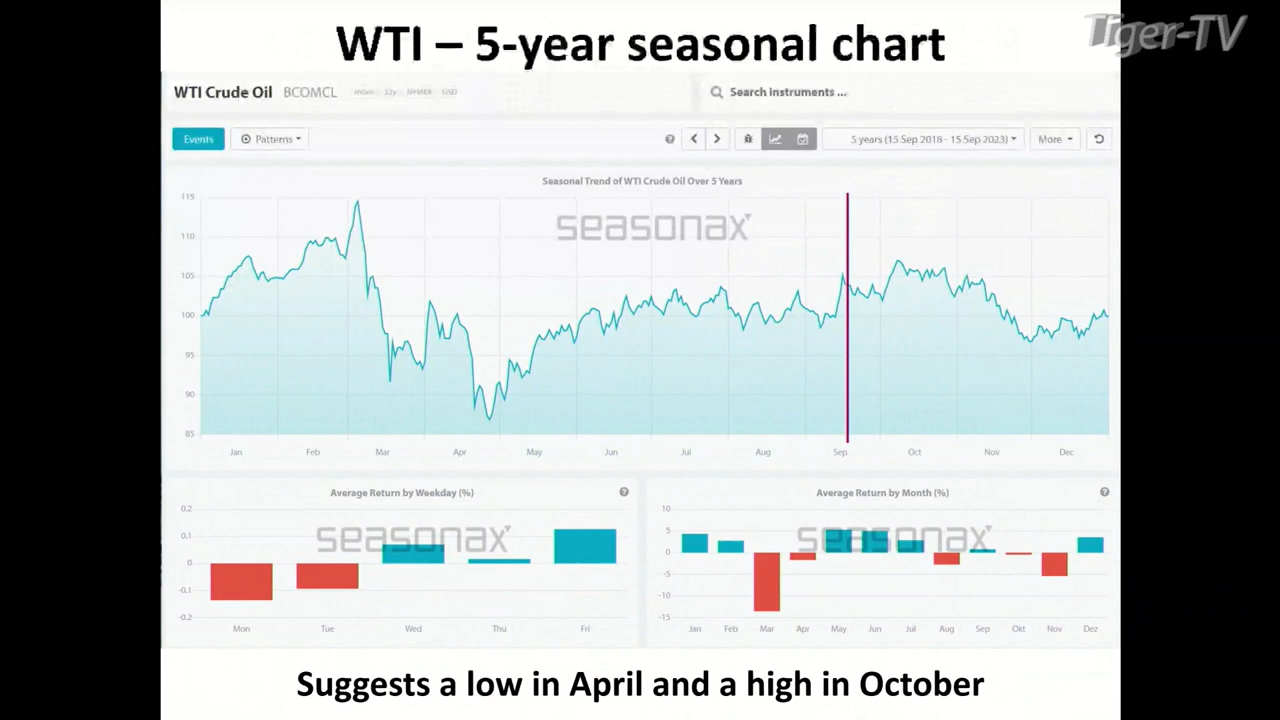 WTI – 5-year seasonal chart
Tiger-TV
WTI Crude Oil BCOMCL Index NYMEX USD
Search instruments ...
Events Patterns 5 years (15 Sep 2018 - 15 Sep 2023) More
Seasonal Trend of WTI Crude Oil Over 5 Years
seasonax
115
110
105
100
95
90
85
Jan Feb Mar Apr May Jun Jul Aug Sep Oct Nov Dec
Average Return by Weekday (%)
seasonax
0.2
0.1
0
-0.1
-0.2
Mon Tue Wed Thu Fri
Average Return by Month (%)
seasonax
10
5
0
-5
-10
-15
Jan Feb Mar Apr May Jun Jul Aug Sep Okt Nov Dez
Suggests a low in April and a high in October